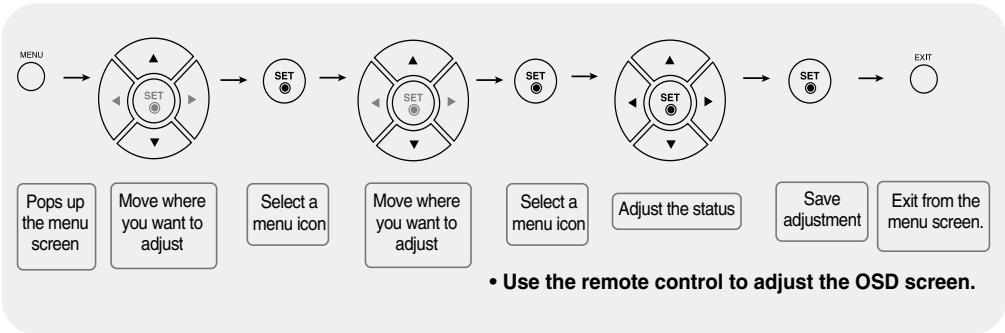 MENU
SET
SET
SET
SET
SET
SET
EXIT
Pops up
the menu
screen
Move where
you want to
adjust
Select a
menu icon
Move where
you want to
adjust
Select a
menu icon
Adjust the status
Save
adjustment
Exit from the
menu screen.
• Use the remote control to adjust the OSD screen.